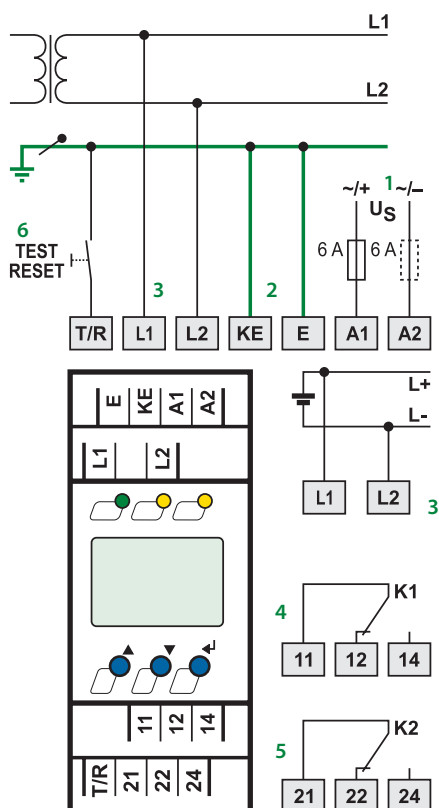 L1
L2
~/+ 1 ~/–
US
6 A 6 A
6
TEST
RESET
3 2
T/R L1 L2 KE E A1 A2
E KE A1 A2
L1 L2
L+
L-
L1 L2 3
▲ ▼ ↵
K1
4
11 12 14
11 12 14
K2
5
T/R 21 22 24
21 22 24